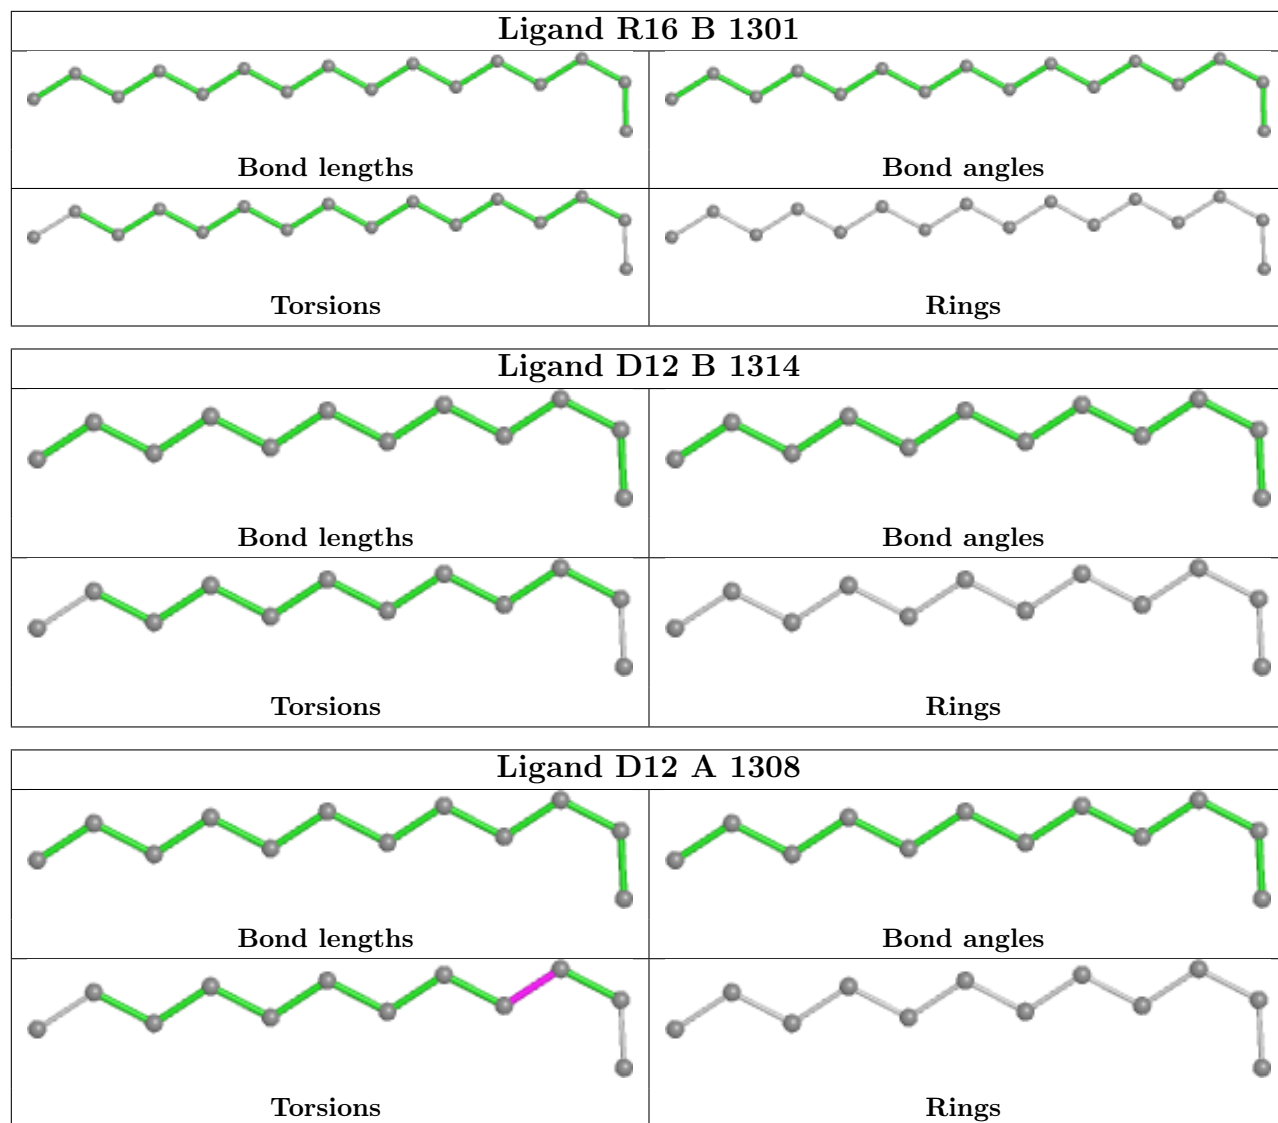 Ligand R16 B 1301
Bond lengths
Bond angles
Torsions
Rings
Ligand D12 B 1314
Bond lengths
Bond angles
Torsions
Rings
Ligand D12 A 1308
Bond lengths
Bond angles
Torsions
Rings